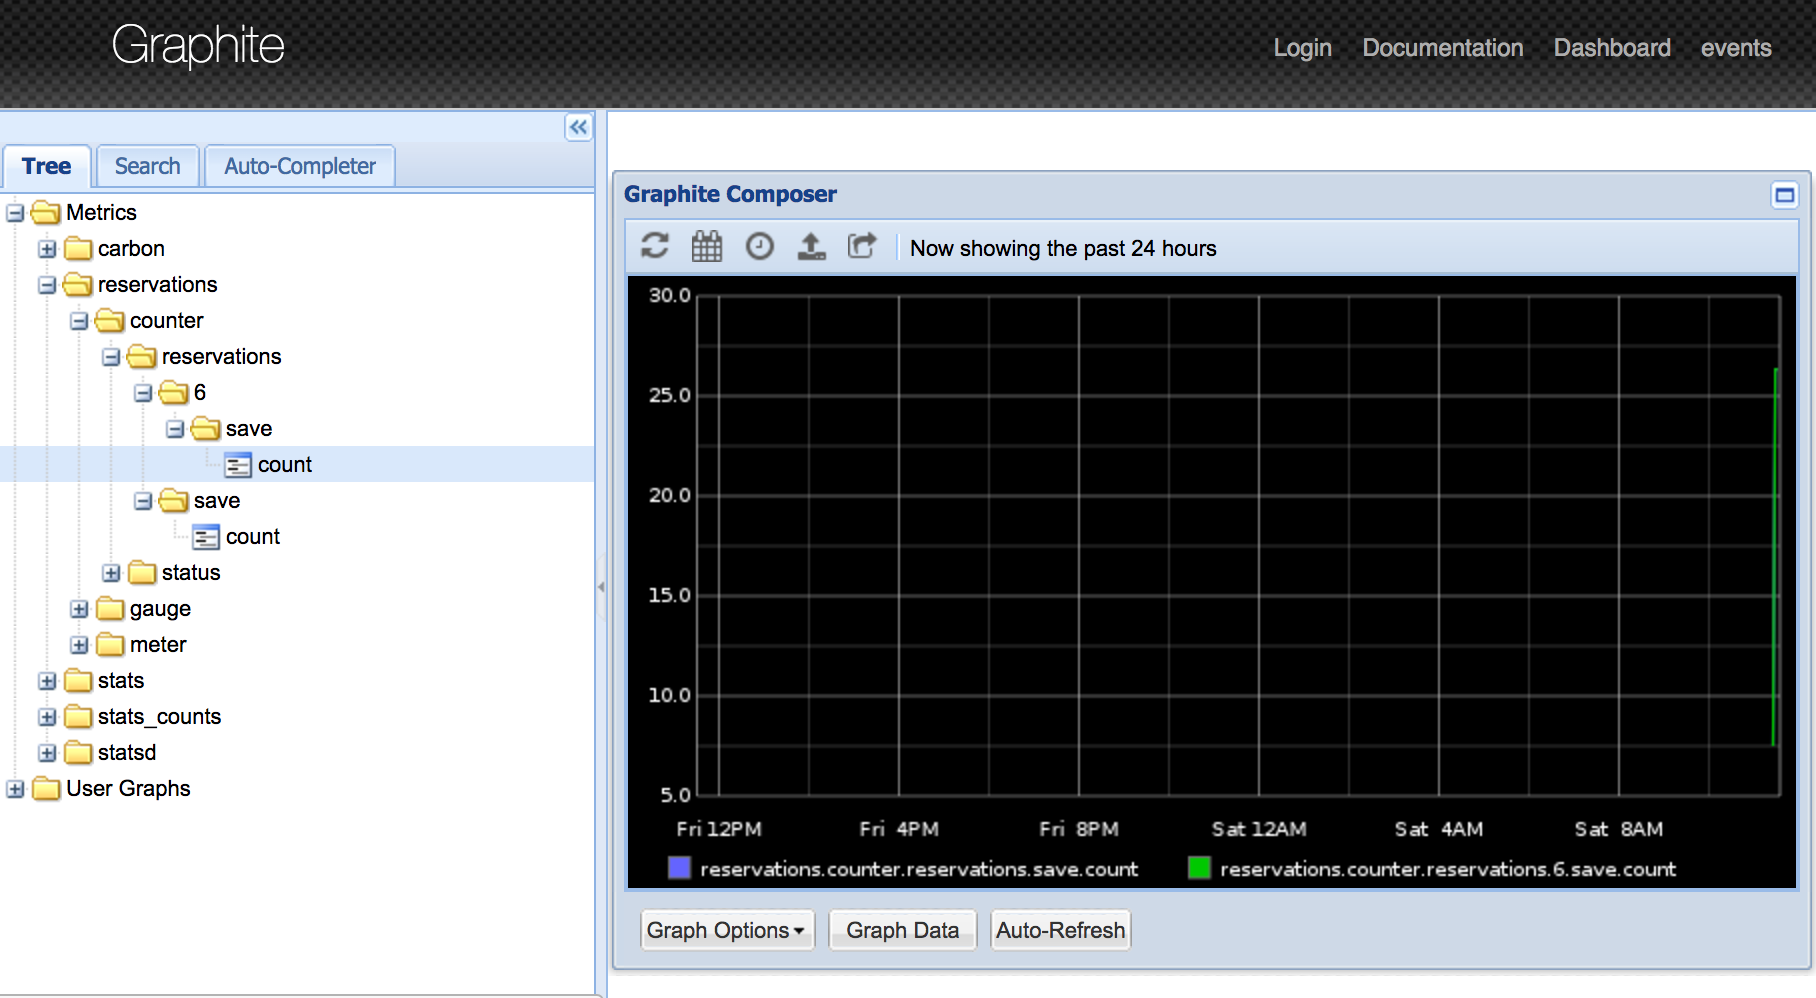 Graphite
Login Documentation Dashboard events
Tree Search Auto-Completer
Metrics
carbon
reservations
counter
reservations
6
save
count
save
count
status
gauge
meter
stats
stats_counts
statsd
User Graphs
Graphite Composer
Now showing the past 24 hours
30.0
25.0
20.0
15.0
10.0
5.0
Fri 12PM Fri 4PM Fri 8PM Sat 12AM Sat 4AM Sat 8AM
reservations.counter.reservations.save.count reservations.counter.reservations.6.save.count
Graph Options Graph Data Auto-Refresh